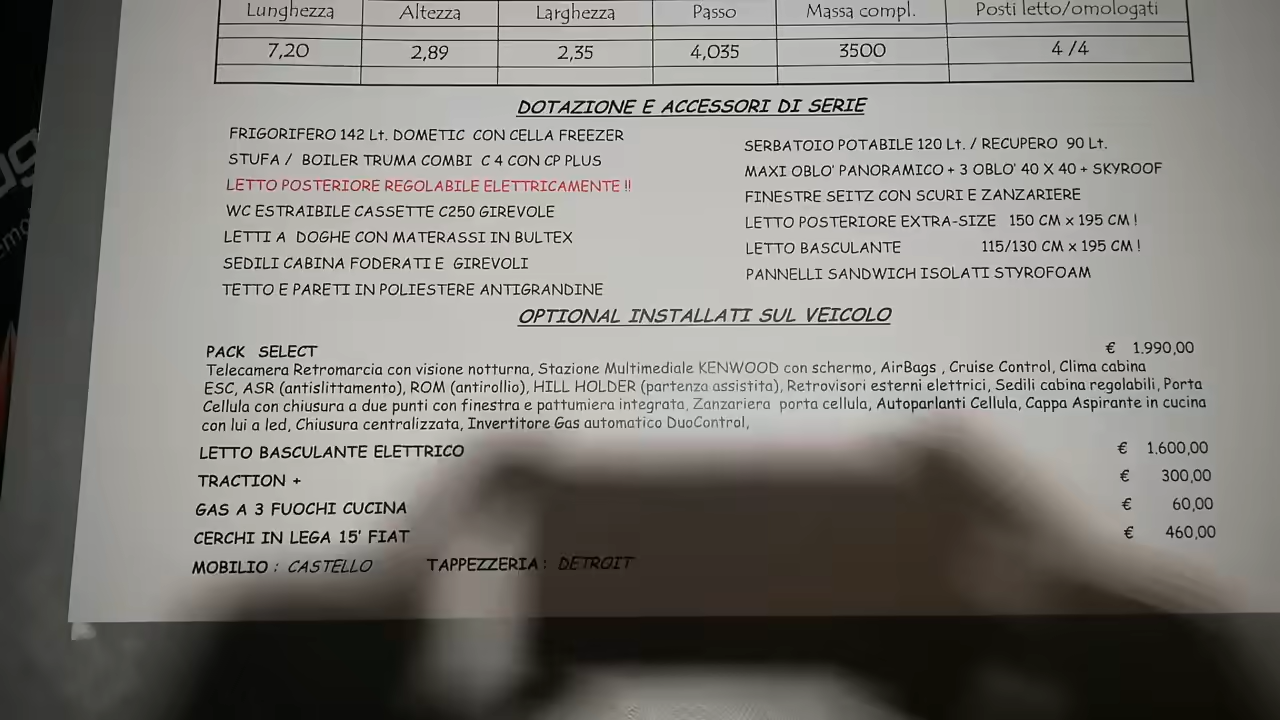 Lunghezza Altezza Larghezza Passo Massa compl. Posti letto/omologati
7,20 2,89 2,35 4,035 3500 4 /4
DOTAZIONE E ACCESSORI DI SERIE
FRIGORIFERO 142 Lt. DOMETIC CON CELLA FREEZER
STUFA / BOILER TRUMA COMBI C 4 CON CP PLUS
LETTO POSTERIORE REGOLABILE ELETTRICAMENTE !!
WC ESTRAIBILE CASSETTE C250 GIREVOLE
LETTI A DOGHE CON MATERASSI IN BULTEX
SEDILI CABINA FODERATI E GIREVOLI
TETTO E PARETI IN POLIESTERE ANTIGRANDINE
SERBATOIO POTABILE 120 Lt. / RECUPERO 90 Lt.
MAXI OBLO' PANORAMICO + 3 OBLO' 40 X 40 + SKYROOF
FINESTRE SEITZ CON SCURI E ZANZARIERE
LETTO POSTERIORE EXTRA-SIZE 150 CM x 195 CM !
LETTO BASCULANTE 115/130 CM x 195 CM !
PANNELLI SANDWICH ISOLATI STYROFOAM
OPTIONAL INSTALLATI SUL VEICOLO
PACK SELECT € 1.990,00
Telecamera Retromarcia con visione notturna, Stazione Multimediale KENWOOD con schermo, AirBags , Cruise Control, Clima cabina
ESC, ASR (antislittamento), ROM (antirollio), HILL HOLDER (partenza assistita), Retrovisori esterni elettrici, Sedili cabina regolabili, Porta
Cellula con chiusura a due punti con finestra e pattumiera integrata, Zanzariera porta cellula, Autoparlanti Cellula, Cappa Aspirante in cucina
con lui a led, Chiusura centralizzata, Invertitore Gas automatico DuoControl,
LETTO BASCULANTE ELETTRICO € 1.600,00
TRACTION + € 300,00
GAS A 3 FUOCHI CUCINA € 60,00
CERCHI IN LEGA 15' FIAT € 460,00
MOBILIO : CASTELLO TAPPEZZERIA : DETROIT